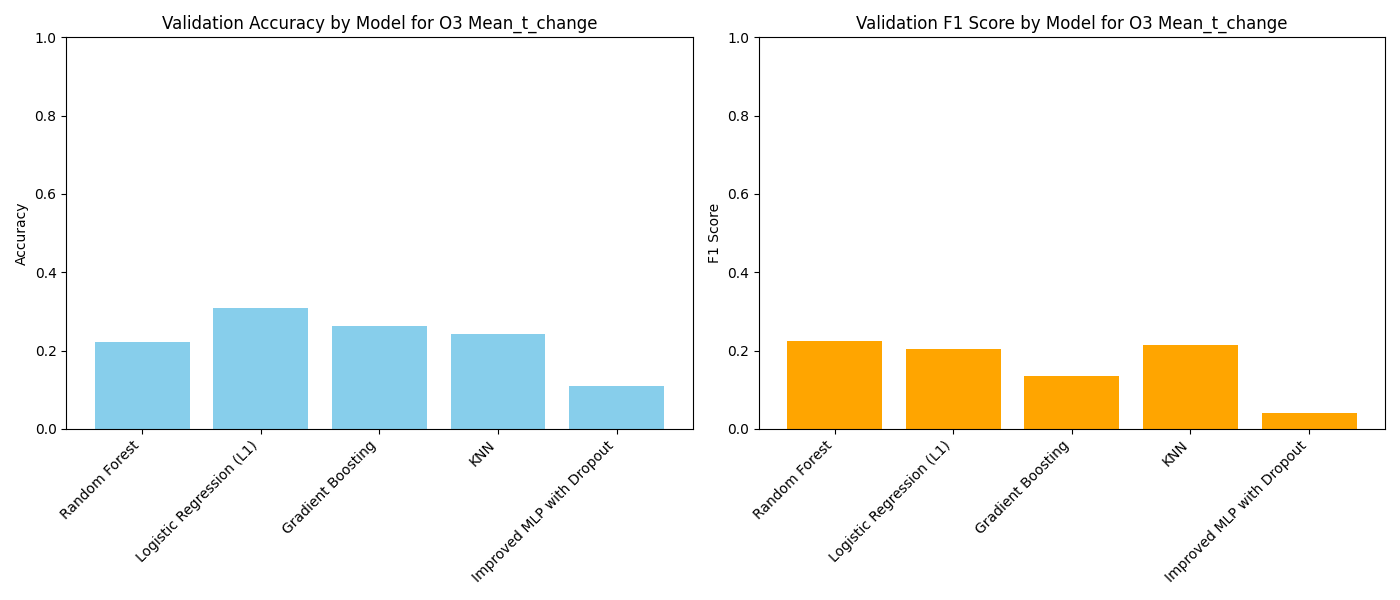 Validation Accuracy by Model for O3 Mean_t_change
1.0
0.8
0.6
0.4
0.2
0.0
Accuracy
Random Forest
Logistic Regression (L1)
Gradient Boosting
KNN
Improved MLP with Dropout
Validation F1 Score by Model for O3 Mean_t_change
1.0
0.8
0.6
0.4
0.2
0.0
F1 Score
Random Forest
Logistic Regression (L1)
Gradient Boosting
KNN
Improved MLP with Dropout